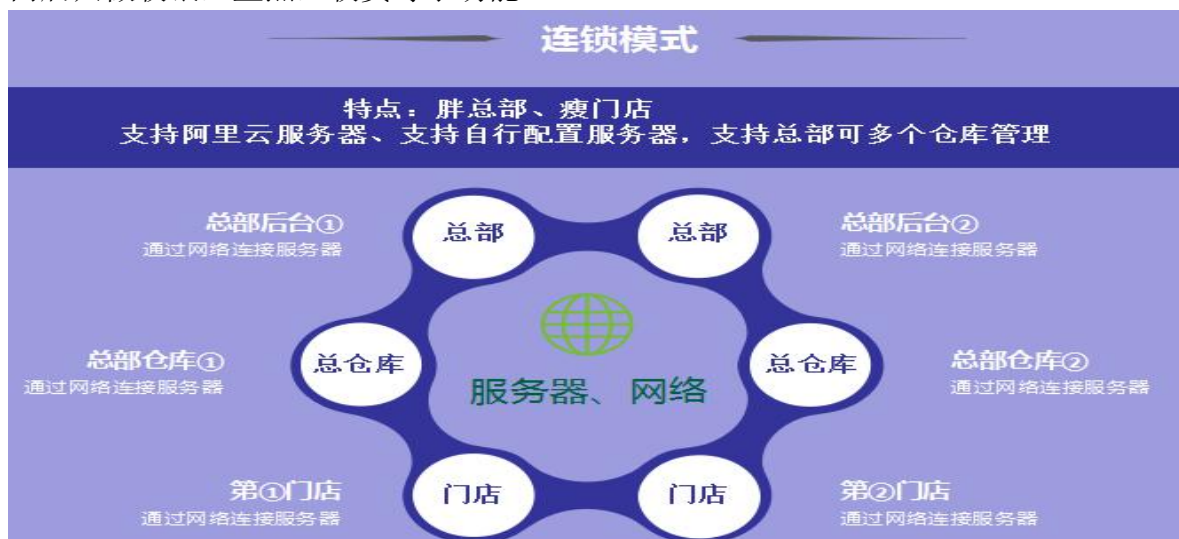 连锁模式
特点：胖总部、瘦门店
支持阿里云服务器、支持自行配置服务器，支持总部可多个仓库管理
总部后台①
通过网络连接服务器
总部
总部
总部后台②
通过网络连接服务器
总部仓库①
通过网络连接服务器
总仓库
服务器、网络
总仓库
总部仓库②
通过网络连接服务器
第①门店
通过网络连接服务器
门店
门店
第②门店
通过网络连接服务器